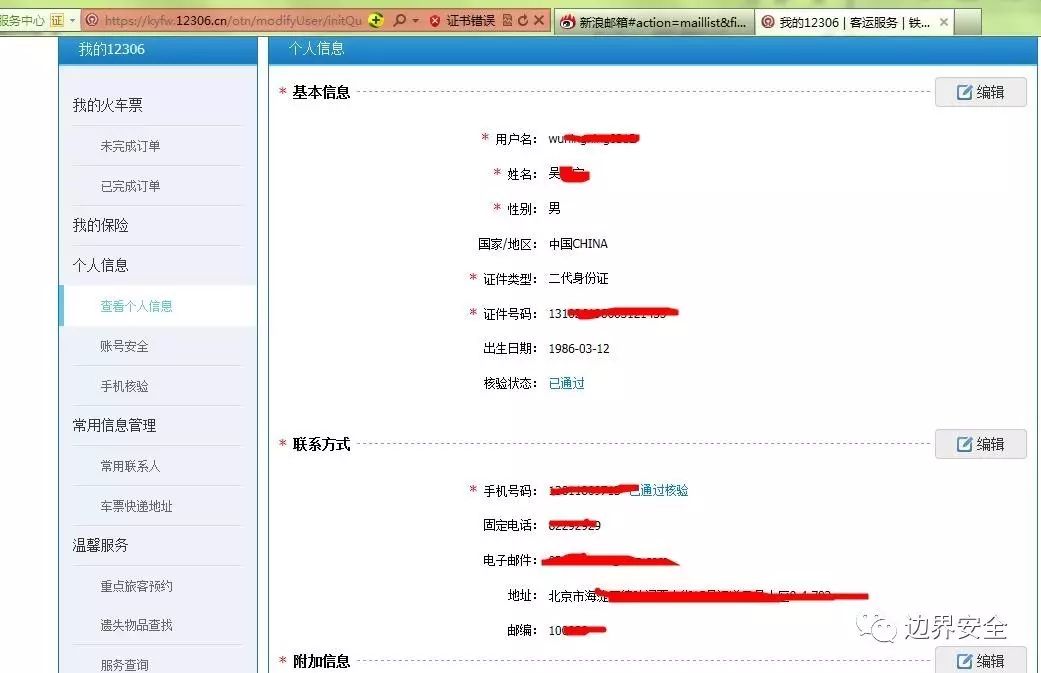 服务中心 证 https://kyfw.12306.cn/otn/modifyUser/initQu 证书错误 新浪邮箱#action=maillist&fi... 我的12306 | 客运服务 | 铁...
我的12306
个人信息
我的火车票
未完成订单
已完成订单
我的保险
个人信息
查看个人信息
账号安全
手机核验
常用信息管理
常用联系人
车票快递地址
温馨服务
重点旅客预约
遗失物品查找
服务查询
* 基本信息 编辑
* 用户名: wu
* 姓名: 吴
* 性别: 男
国家/地区: 中国CHINA
* 证件类型: 二代身份证
* 证件号码: 131
出生日期: 1986-03-12
核验状态: 已通过
* 联系方式 编辑
* 手机号码: 已通过核验
固定电话:
电子邮件:
地址: 北京市海
邮编: 100
* 附加信息 编辑
边界安全